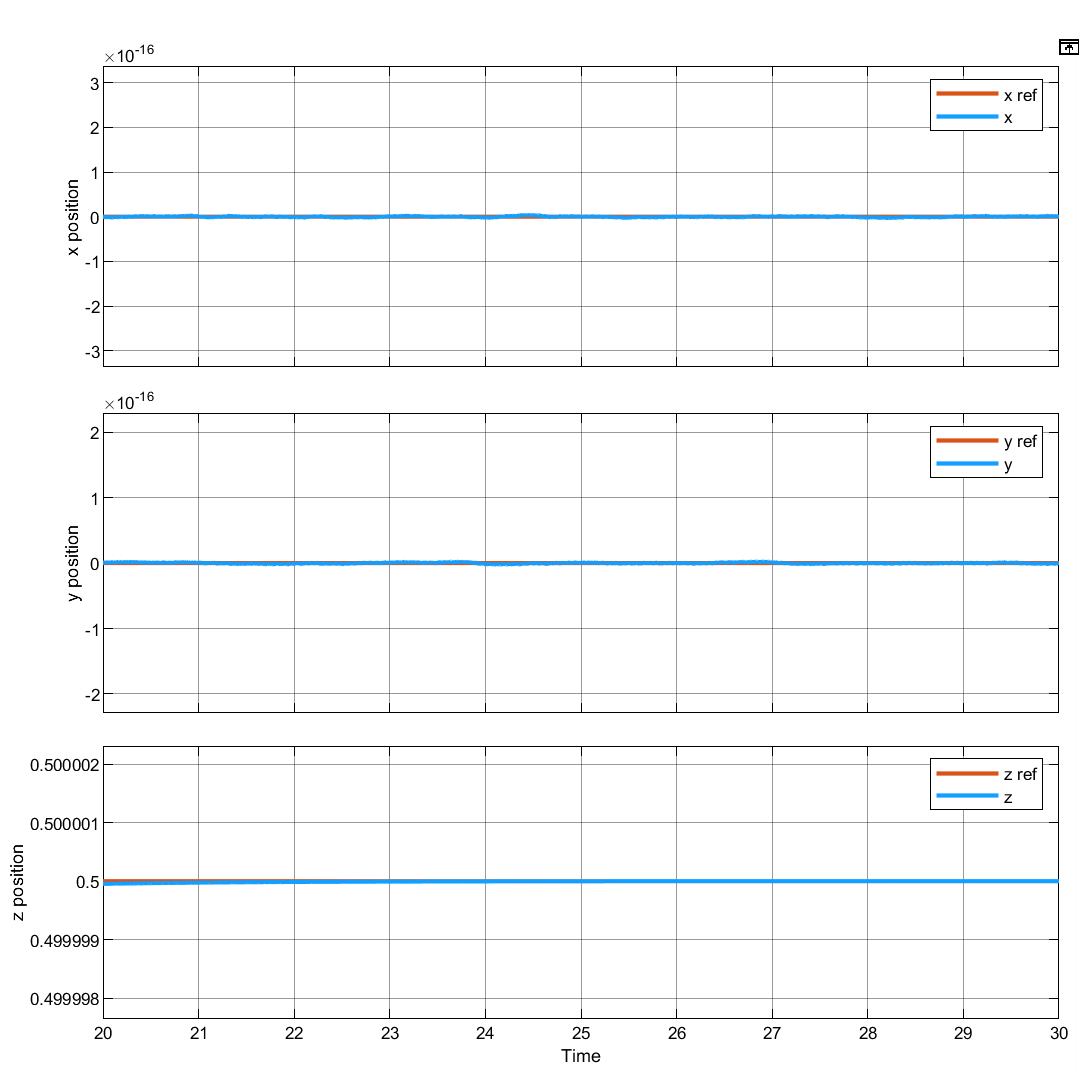 ×10-16
3
2
1
0
-1
-2
-3
x position
x ref
x
×10-16
2
1
0
-1
-2
y position
y ref
y
0.500002
0.500001
0.5
0.499999
0.499998
z position
z ref
z
20 21 22 23 24 25 26 27 28 29 30
Time